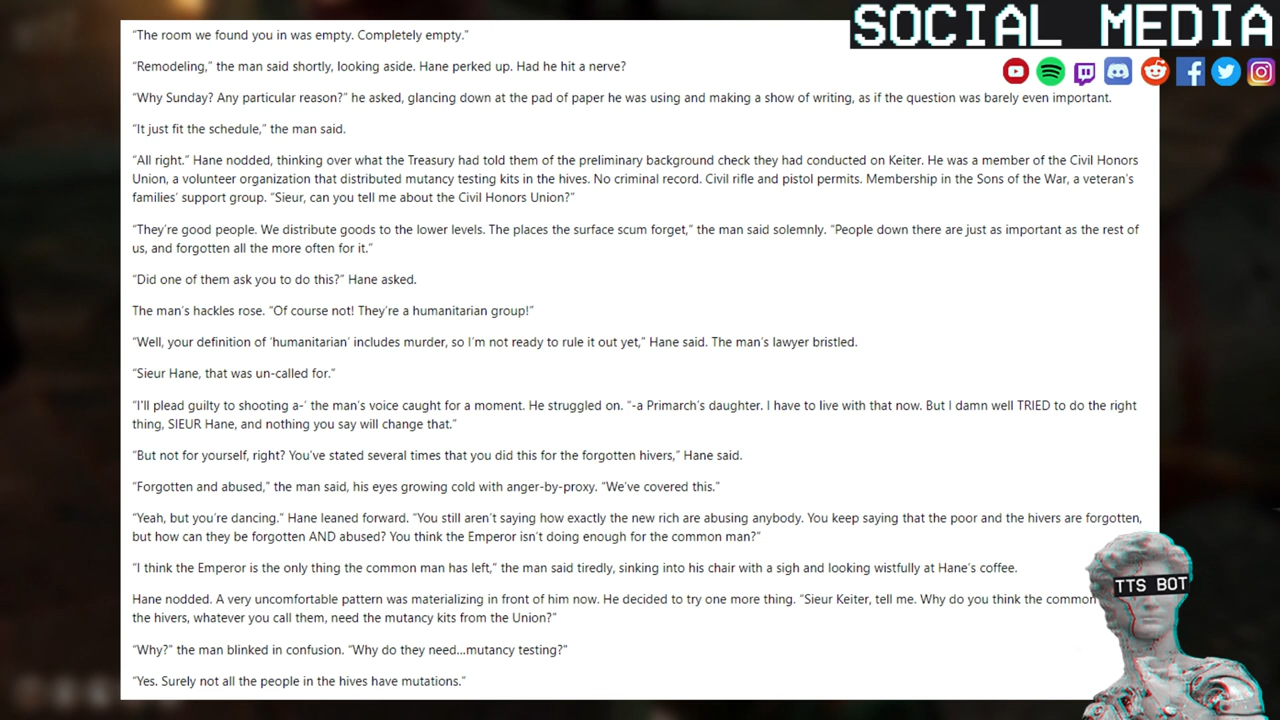 SOCIAL MEDIA
“The room we found you in was empty. Completely empty.”
“Remodeling,” the man said shortly, looking aside. Hane perked up. Had he hit a nerve?
“Why Sunday? Any particular reason?” he asked, glancing down at the pad of paper he was using and making a show of writing, as if the question was barely even important.
“It just fit the schedule,” the man said.
“All right.” Hane nodded, thinking over what the Treasury had told them of the preliminary background check they had conducted on Keiter. He was a member of the Civil Honors
Union, a volunteer organization that distributed mutancy testing kits in the hives. No criminal record. Civil rifle and pistol permits. Membership in the Sons of the War, a veteran’s
families’ support group. “Sieur, can you tell me about the Civil Honors Union?”
“They’re good people. We distribute goods to the lower levels. The places the surface scum forget,” the man said solemnly. “People down there are just as important as the rest of
us, and forgotten all the more often for it.”
“Did one of them ask you to do this?” Hane asked.
The man’s hackles rose. “Of course not! They’re a humanitarian group!”
“Well, your definition of ‘humanitarian’ includes murder, so I’m not ready to rule it out yet,” Hane said. The man’s lawyer bristled.
“Sieur Hane, that was un-called for.”
“I’ll plead guilty to shooting a-‘ the man’s voice caught for a moment. He struggled on. “-a Primarch’s daughter. I have to live with that now. But I damn well TRIED to do the right
thing, SIEUR Hane, and nothing you say will change that.”
“But not for yourself, right? You’ve stated several times that you did this for the forgotten hivers,” Hane said.
“Forgotten and abused,” the man said, his eyes growing cold with anger-by-proxy. “We’ve covered this.”
“Yeah, but you’re dancing.” Hane leaned forward. “You still aren’t saying how exactly the new rich are abusing anybody. You keep saying that the poor and the hivers are forgotten,
but how can they be forgotten AND abused? You think the Emperor isn’t doing enough for the common man?”
“I think the Emperor is the only thing the common man has left,” the man said tiredly, sinking into his chair with a sigh and looking wistfully at Hane’s coffee.
Hane nodded. A very uncomfortable pattern was materializing in front of him now. He decided to try one more thing. “Sieur Keiter, tell me. Why do you think the common
the hivers, whatever you call them, need the mutancy kits from the Union?”
“Why?” the man blinked in confusion. “Why do they need…mutancy testing?”
“Yes. Surely not all the people in the hives have mutations.”
TTS BOT